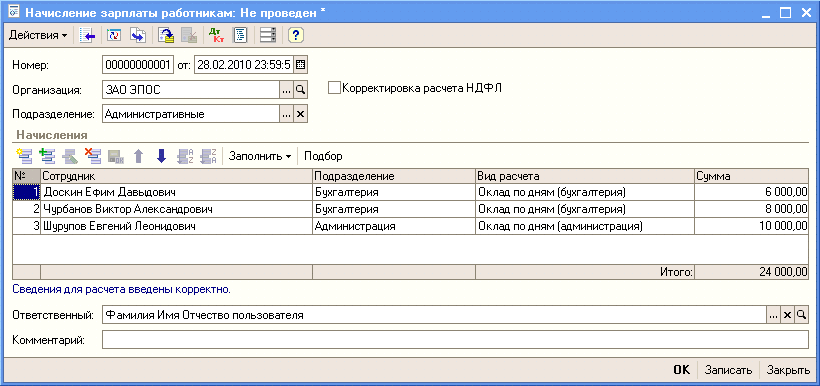 Начисление зарплаты работникам: Не проведен *
Действия
Номер: 00000000001 от: 28.02.2010 23:59:5
Организация: ЗАО ЭПОС ... Корректировка расчета НДФЛ
Подразделение: Административные ...
Начисления
Заполнить Подбор
№ Сотрудник Подразделение Вид расчета Сумма
1 Доскин Ефим Давыдович Бухгалтерия Оклад по дням (бухгалтерия) 6 000,00
2 Чурбанов Виктор Александрович Бухгалтерия Оклад по дням (бухгалтерия) 8 000,00
3 Шурупов Евгений Леонидович Администрация Оклад по дням (администрация) 10 000,00
Итого: 24 000,00
Сведения для расчета введены корректно.
Ответственный: Фамилия Имя Отчество пользователя ...
Комментарий:
OK Записать Закрыть